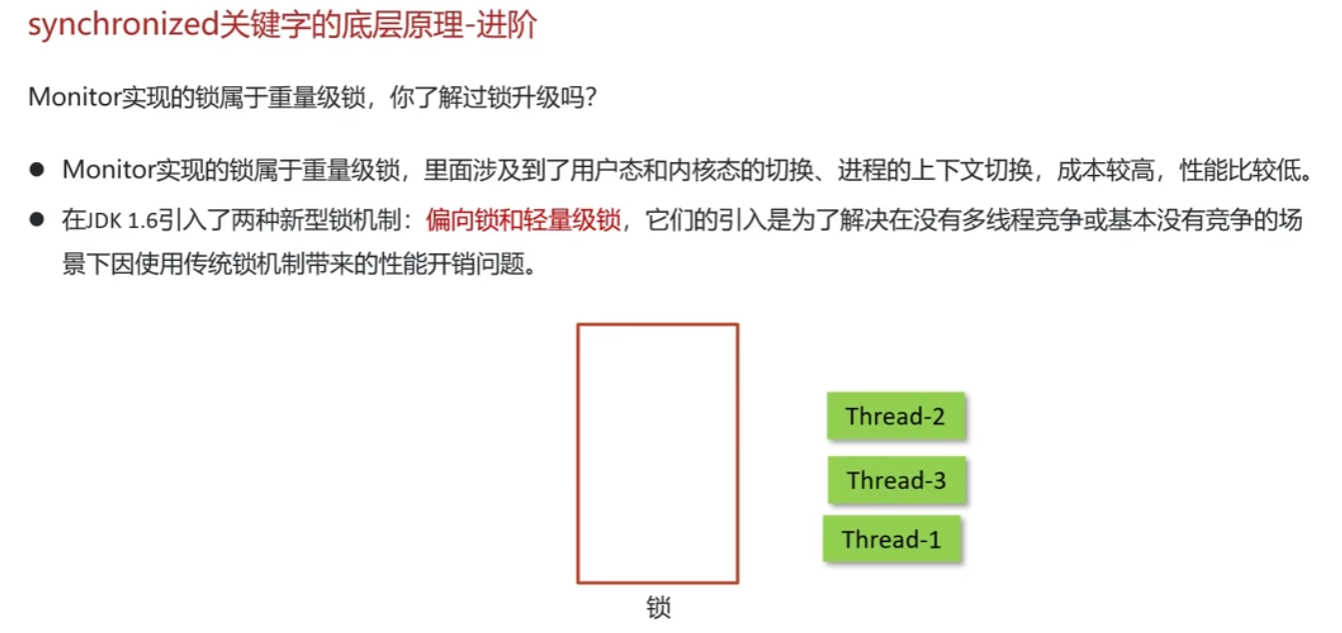 synchronized关键字的底层原理-进阶
Monitor实现的锁属于重量级锁，你了解过锁升级吗？
● Monitor实现的锁属于重量级锁，里面涉及到了用户态和内核态的切换、进程的上下文切换，成本较高，性能比较低。
● 在JDK 1.6引入了两种新型锁机制：偏向锁和轻量级锁，它们的引入是为了解决在没有多线程竞争或基本没有竞争的场
景下因使用传统锁机制带来的性能开销问题。
Thread-2
Thread-3
Thread-1
锁